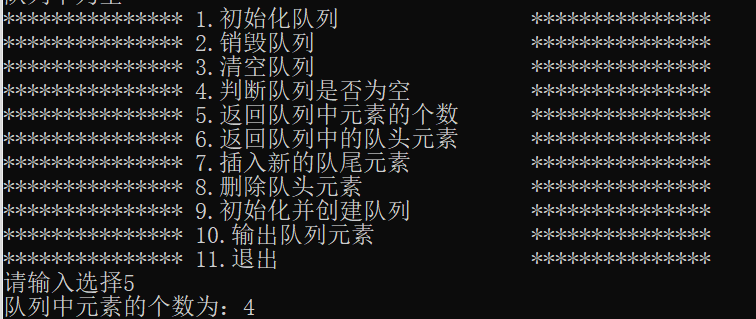 队列不为空
*************** 1.初始化队列 ***************
*************** 2.销毁队列 ***************
*************** 3.清空队列 ***************
*************** 4.判断队列是否为空 ***************
*************** 5.返回队列中元素的个数 ***************
*************** 6.返回队列中的队头元素 ***************
*************** 7.插入新的队尾元素 ***************
*************** 8.删除队头元素 ***************
*************** 9.初始化并创建队列 ***************
*************** 10.输出队列元素 ***************
*************** 11.退出 ***************
请输入选择5
队列中元素的个数为：4